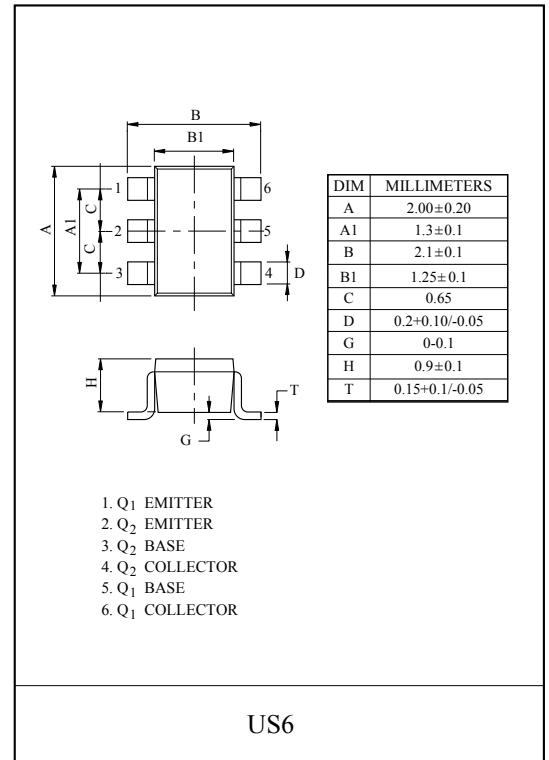 B
B1
1 6
A A1 C 2 5
C
3 4 D
H T
G
DIM MILLIMETERS
A 2.00±0.20
A1 1.3±0.1
B 2.1±0.1
B1 1.25±0.1
C 0.65
D 0.2+0.10/-0.05
G 0-0.1
H 0.9±0.1
T 0.15+0.1/-0.05
1. Q1 EMITTER
2. Q2 EMITTER
3. Q2 BASE
4. Q2 COLLECTOR
5. Q1 BASE
6. Q1 COLLECTOR
US6